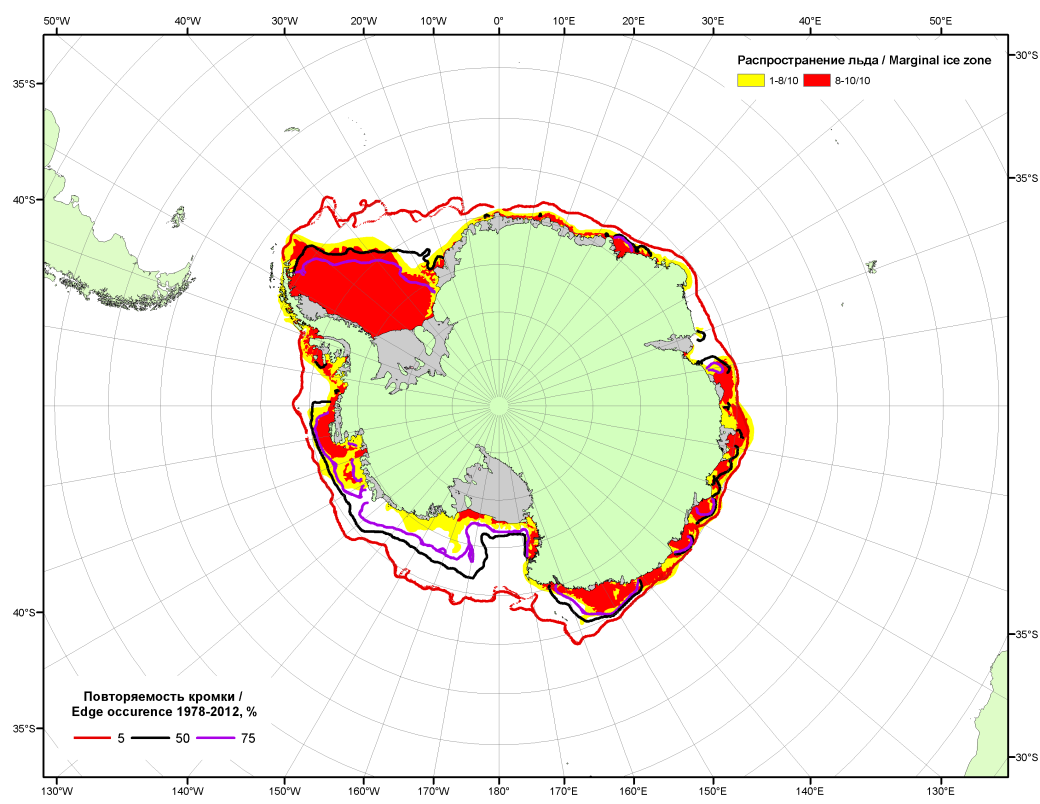 50°W 40°W 30°W 20°W 10°W 0° 10°E 20°E 30°E 40°E 50°E
30°S
Распространение льда / Marginal ice zone
1-8/10 8-10/10
35°S
35°S
40°S
40°S
35°S
Повторяемость кромки /
Edge occurence 1978-2012, %
5 50 75
35°S
30°S
130°W 140°W 150°W 160°W 170°W 180° 170°E 160°E 150°E 140°E 130°E